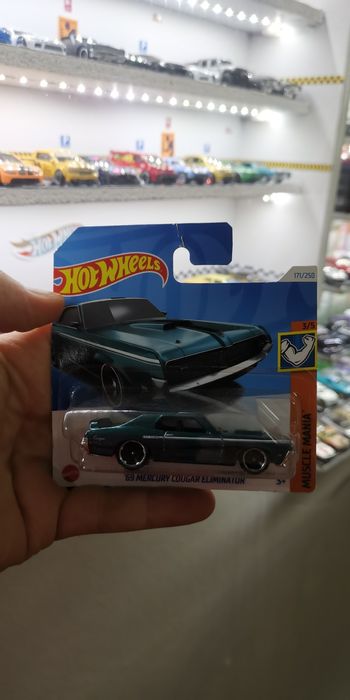 HOT WHEELS
171/250
3/5
MUSCLE MANIA
'69 MERCURY COUGAR ELIMINATOR
3+